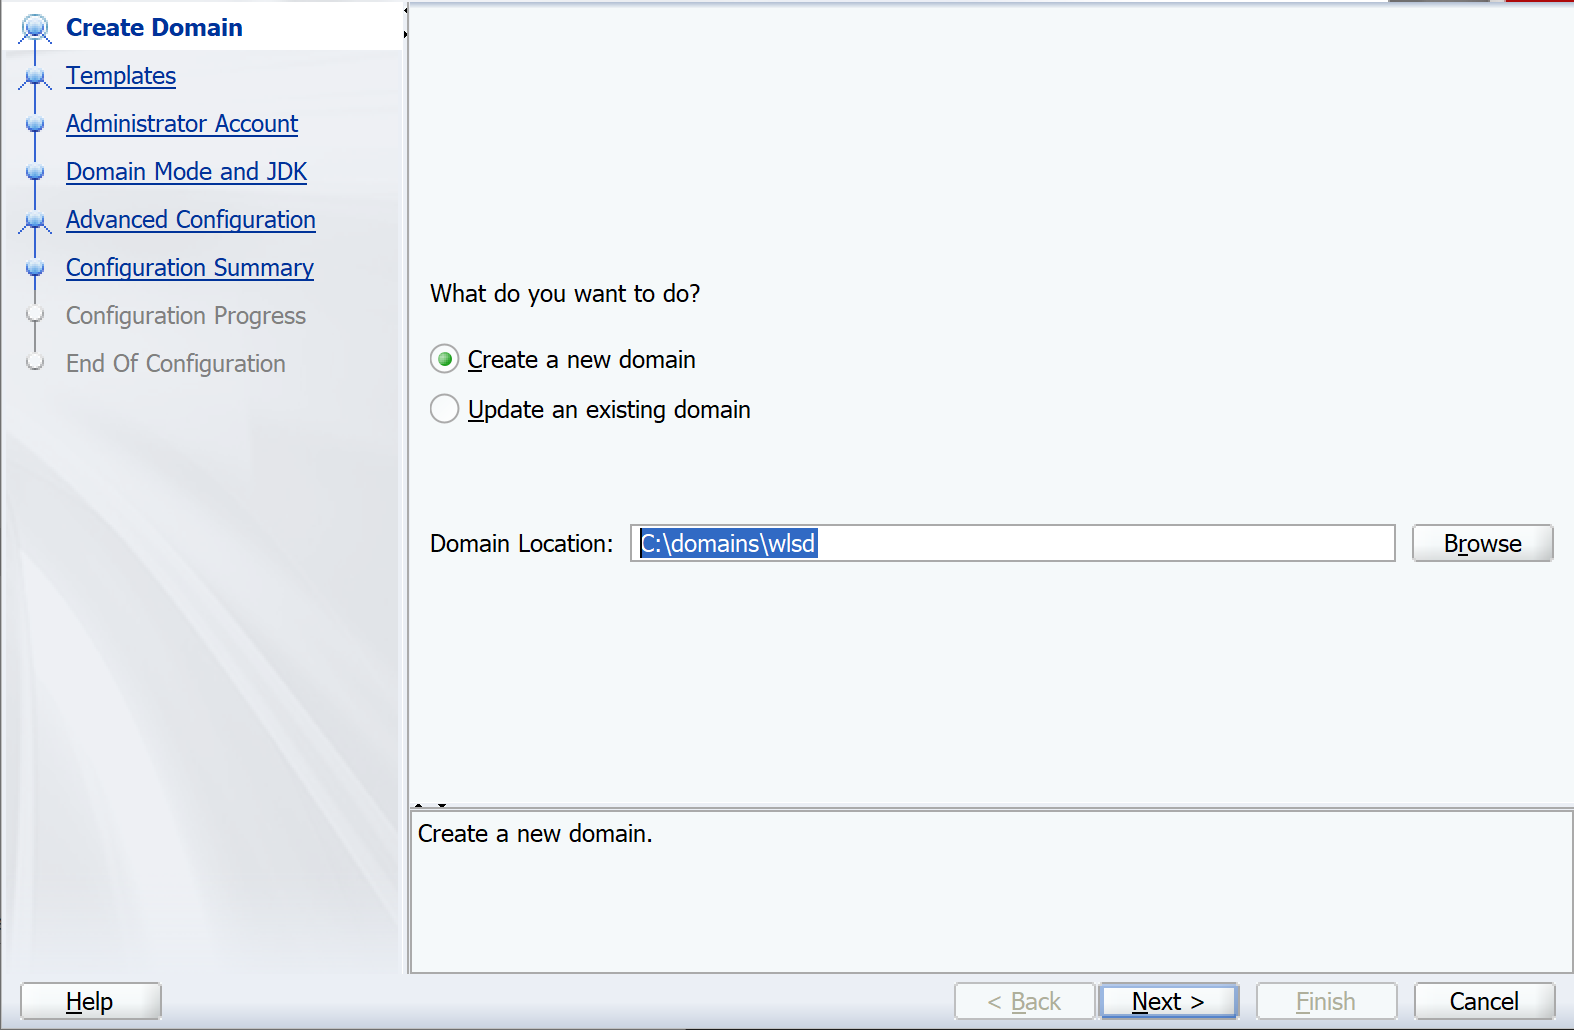 Create Domain
Templates
Administrator Account
Domain Mode and JDK
Advanced Configuration
Configuration Summary
Configuration Progress
End Of Configuration
What do you want to do?
Create a new domain
Update an existing domain
Domain Location: C:\domains\wlsd Browse
Create a new domain.
Help < Back Next > Finish Cancel